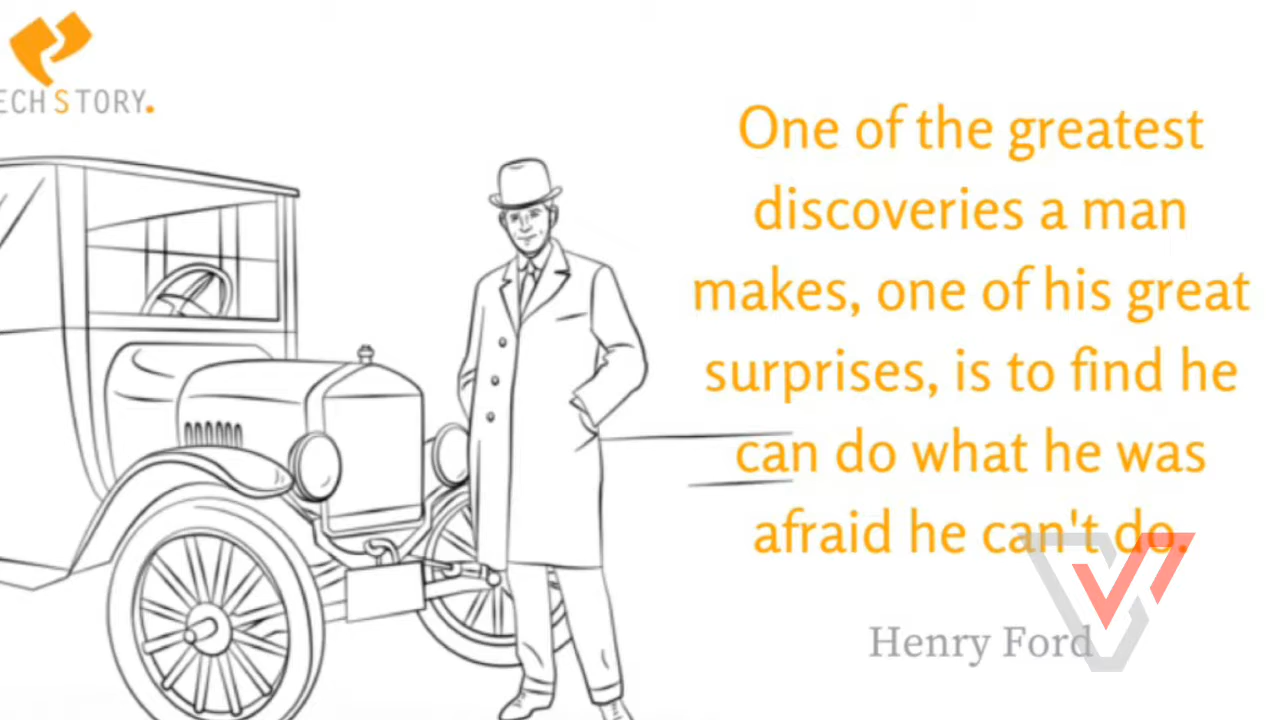 ECH STORY.
One of the greatest
discoveries a man
makes, one of his great
surprises, is to find he
can do what he was
afraid he can't do.
Henry Ford